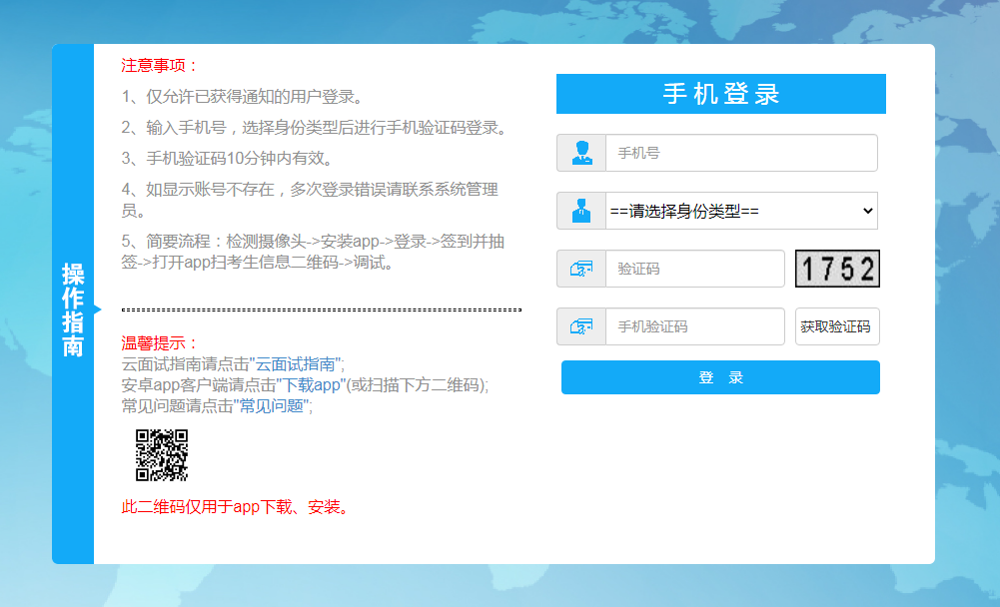 操作指南
注意事项：
1、仅允许已获得通知的用户登录。
2、输入手机号，选择身份类型后进行手机验证码登录。
3、手机验证码10分钟内有效。
4、如显示账号不存在，多次登录错误请联系系统管理
员。
5、简要流程：检测摄像头->安装app->登录->签到并抽
签->打开app扫考生信息二维码->调试。
温馨提示：
云面试指南请点击"云面试指南";
安卓app客户端请点击"下载app"(或扫描下方二维码);
常见问题请点击"常见问题";
此二维码仅用于app下载、安装。
手机登录
手机号
==请选择身份类型==
验证码 1752
手机验证码 获取验证码
登 录